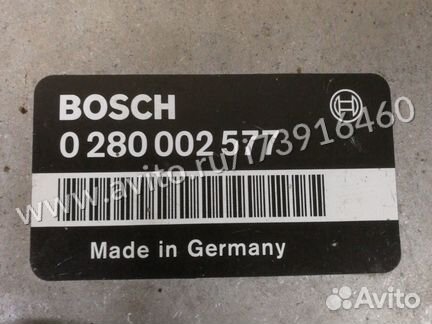 BOSCH
0 280 002 577
www.avito.ru/173916460
Made in Germany
Avito